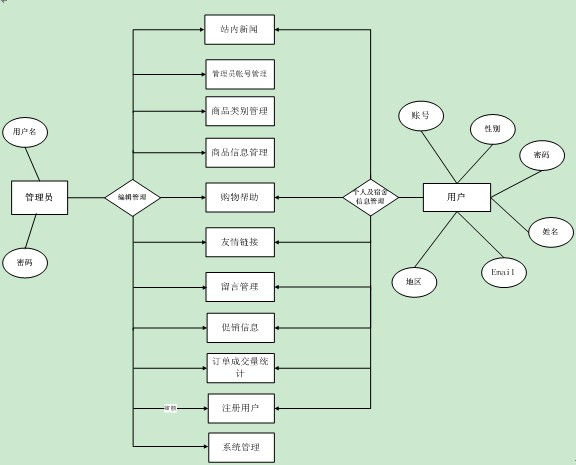 站内新闻
管理员帐号管理
商品类别管理
商品信息管理
用户名
管理员
密码
编辑管理
购物帮助
友情链接
留言管理
促销信息
订单成交量统
计
注册用户
系统管理
个人及宿舍
信息管理
用户
账号
性别
密码
姓名
Email
地区